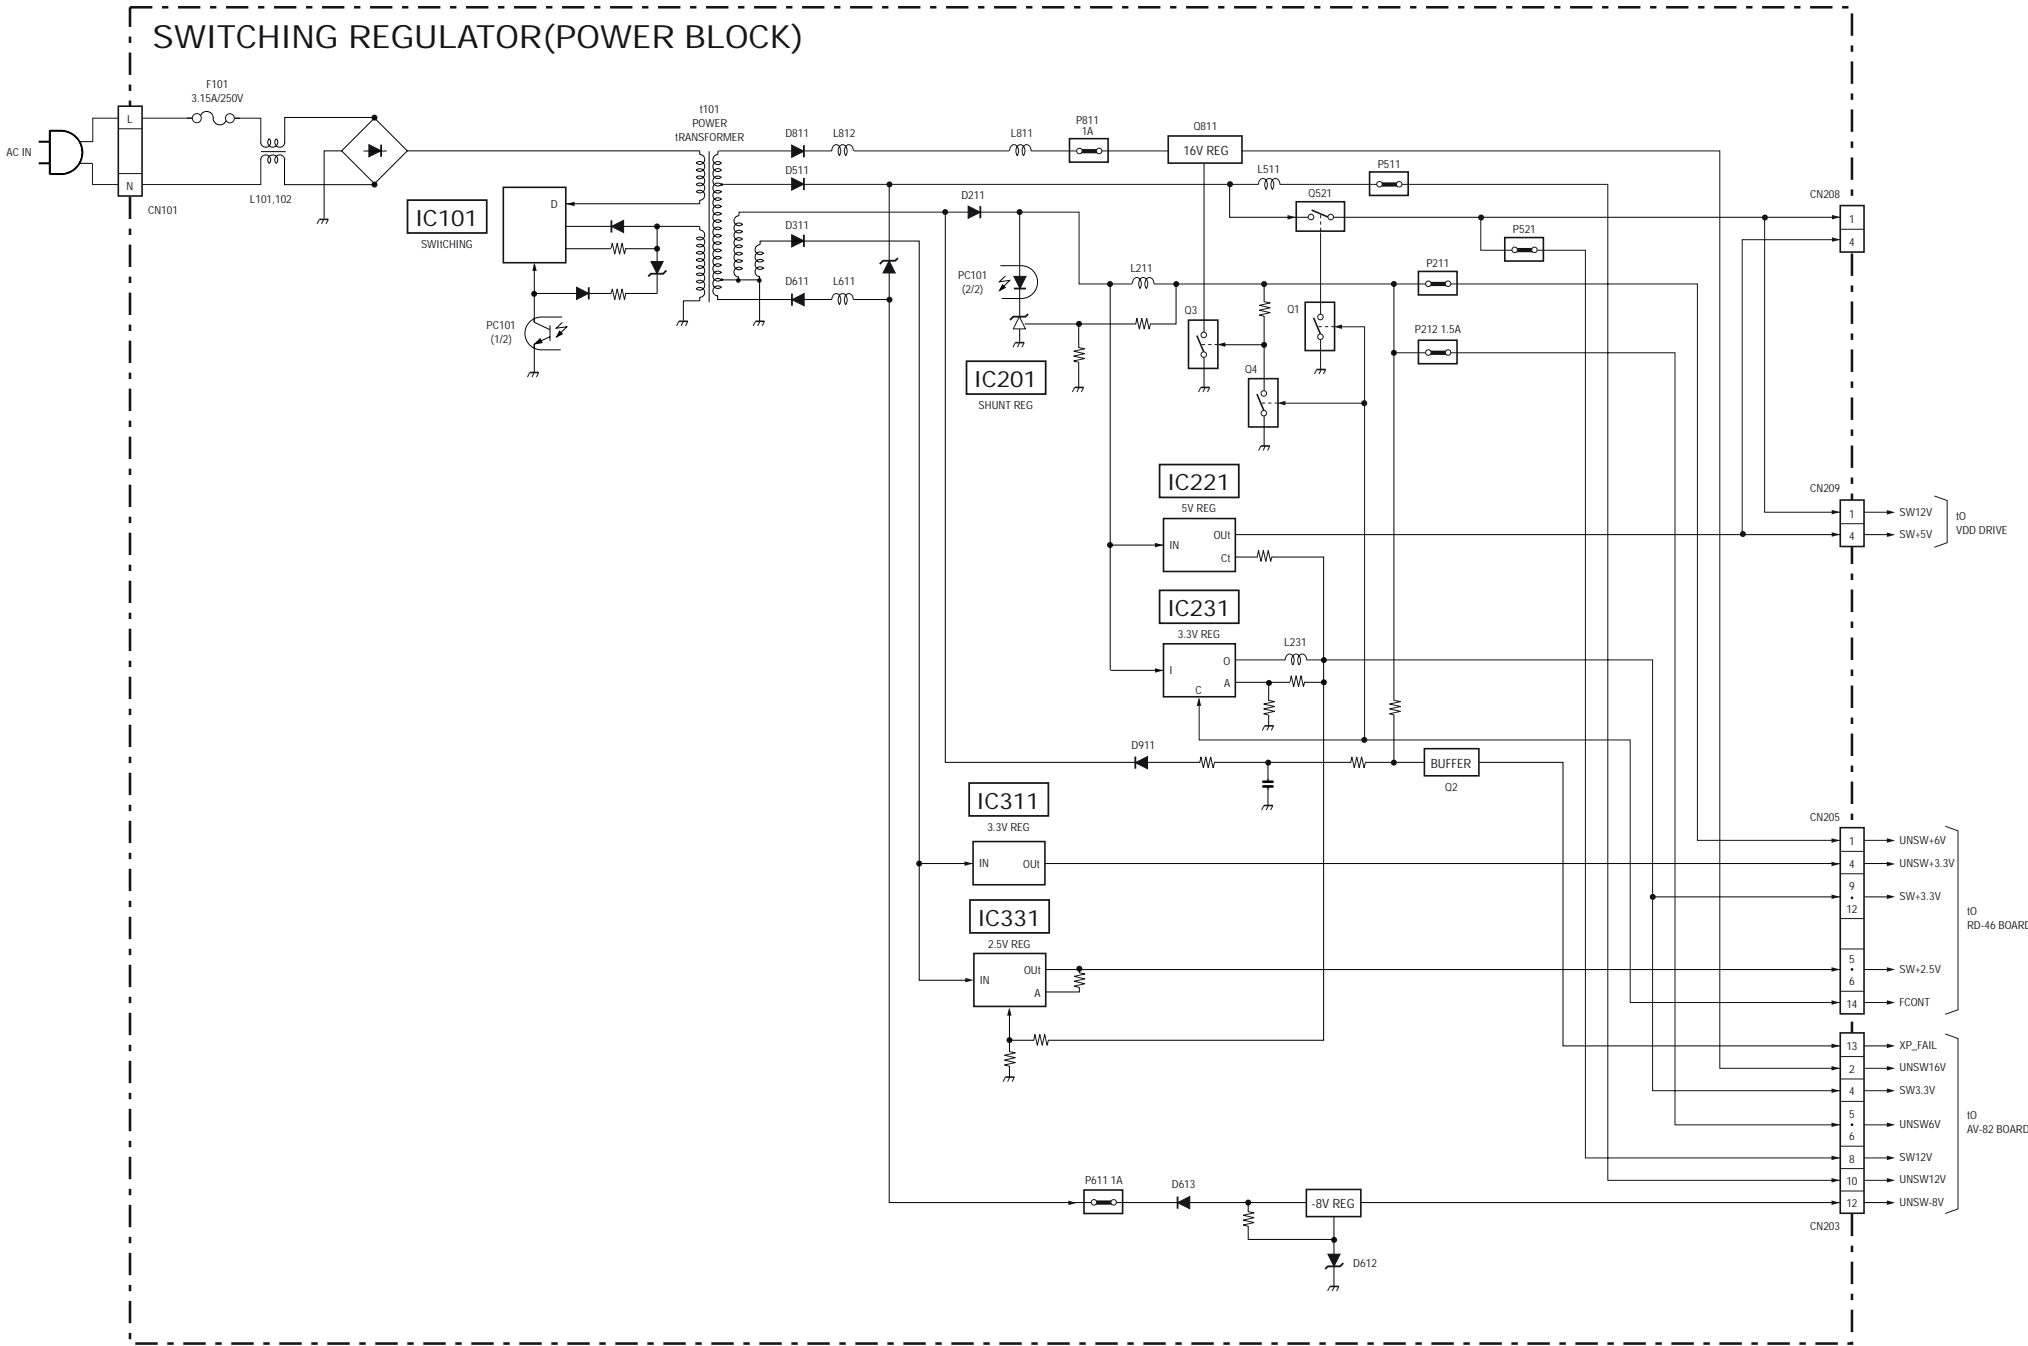 SWITCHING REGULATOR(POWER BLOCK)
F101
3.15A/250V
AC IN
L
N
CN101
L101,102
t101
POWER
tRANSFORMER
IC101
SWItCHING
D
PC101
(1/2)
D811
L812
L811
P811
1A
Q811
16V REG
D511
L511
P511
D211
Q521
D311
P521
D611
L611
PC101
(2/2)
L211
P211
Q3
Q1
P212 1.5A
IC201
SHUNT REG
Q4
CN208
1
4
IC221
5V REG
IN
OUt
Ct
CN209
1
4
SW12V
SW+5V
tO
VDD DRIVE
IC231
3.3V REG
I
O
A
C
L231
D911
BUFFER
Q2
IC311
3.3V REG
IN
OUt
IC331
2.5V REG
IN
OUt
A
CN205
1
UNSW+6V
4
UNSW+3.3V
9
•
12
SW+3.3V
5
•
6
SW+2.5V
14
FCONT
tO
RD-46 BOARD
13
XP_FAIL
2
UNSW16V
4
SW3.3V
5
•
6
UNSW6V
8
SW12V
10
UNSW12V
12
UNSW-8V
tO
AV-82 BOARD
CN203
P611 1A
D613
-8V REG
D612